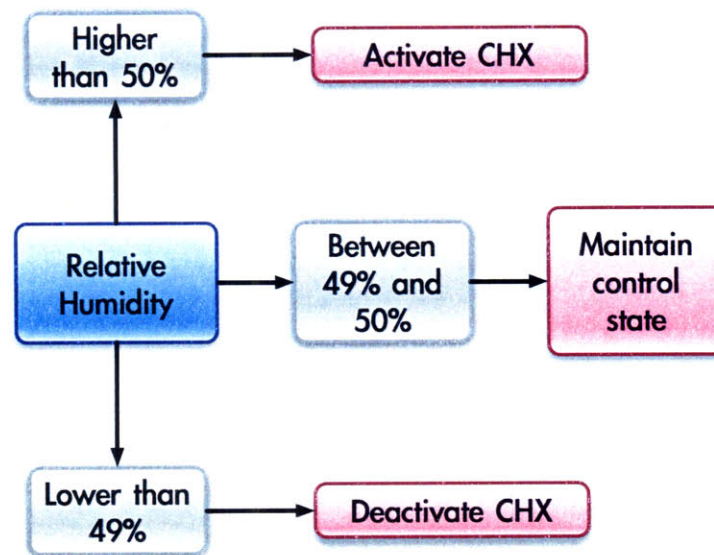 Higher
than 50%
Activate CHX
Relative
Humidity
Between
49% and
50%
Maintain
control
state
Lower than
49%
Deactivate CHX